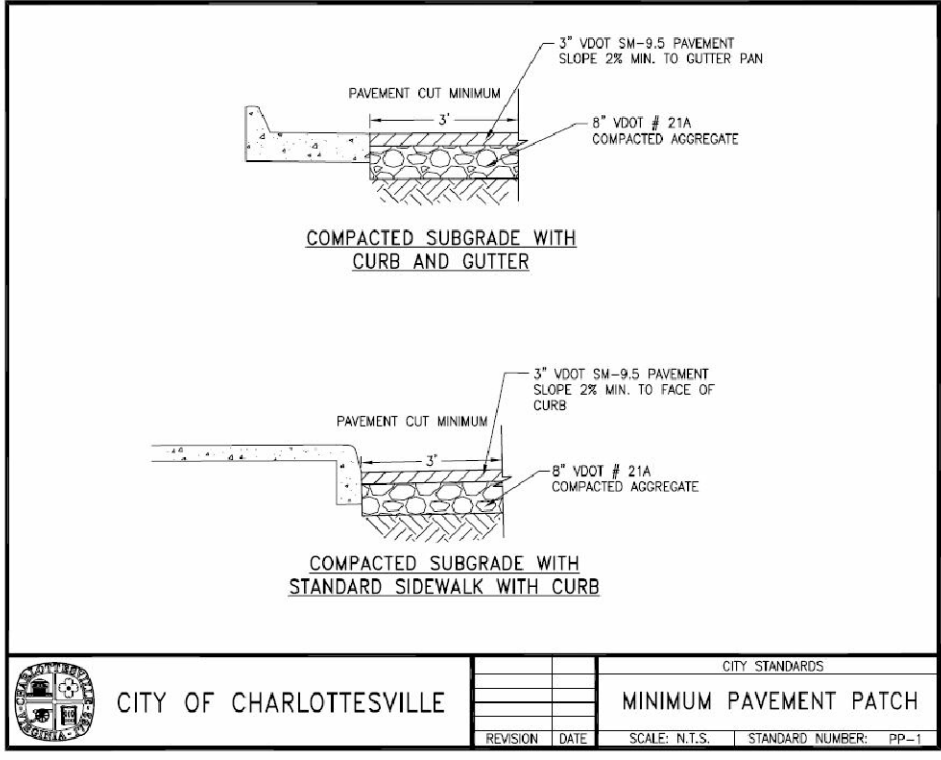 3" VDOT SM-9.5 PAVEMENT
SLOPE 2% MIN. TO GUTTER PAN
PAVEMENT CUT MINIMUM
3'
8" VDOT # 21A
COMPACTED AGGREGATE
COMPACTED SUBGRADE WITH
CURB AND GUTTER
3" VDOT SM-9.5 PAVEMENT
SLOPE 2% MIN. TO FACE OF
CURB
PAVEMENT CUT MINIMUM
3'
8" VDOT # 21A
COMPACTED AGGREGATE
COMPACTED SUBGRADE WITH
STANDARD SIDEWALK WITH CURB
CHARLOTTESVILLE
VIRGINIA
CITY OF CHARLOTTESVILLE
REVISION DATE
CITY STANDARDS
MINIMUM PAVEMENT PATCH
SCALE: N.T.S. STANDARD NUMBER: PP-1